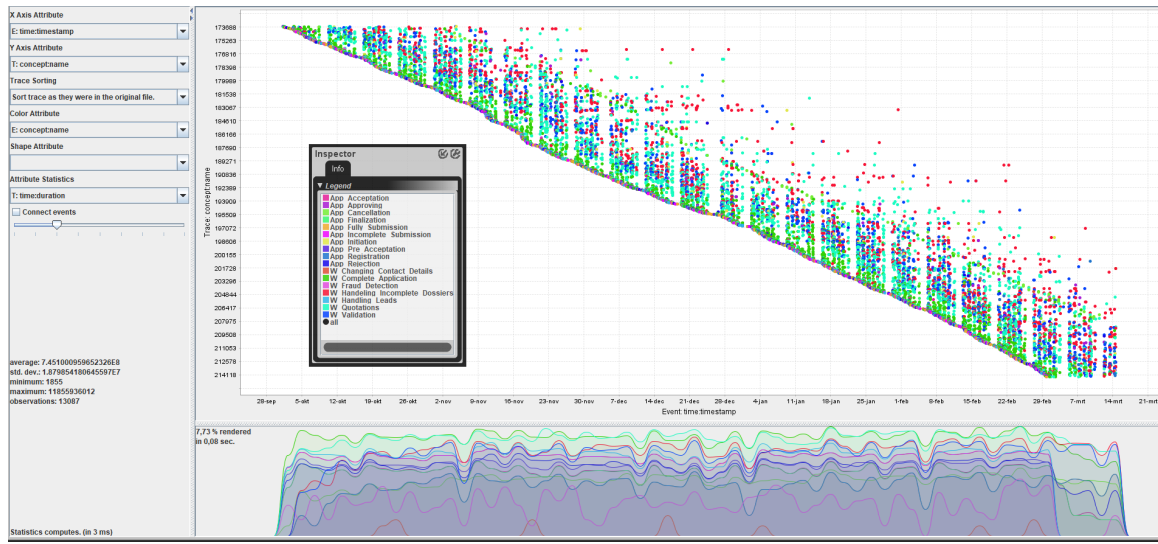 X Axis Attribute
E: time:timestamp
Y Axis Attribute
T: concept:name
Trace Sorting
Sort trace as they were in the original file.
Color Attribute
E: concept:name
Shape Attribute
Attribute Statistics
T: time:duration
Connect events
average: 7.451000959652326E8
std. dev.: 1.879854180645597E7
minimum: 1855
maximum: 11855936012
observations: 13087
Statistics computes. (in 3 ms)
Trace: concept:name
173688
175263
176816
178398
179969
181538
183067
184610
186166
187690
189271
190836
192369
193909
195509
197072
198606
200155
201728
203296
204844
206417
207975
209508
211053
212578
214118
Inspector
Info
Legend
App Acceptation
App Approving
App Cancellation
App Finalization
App Fully Submission
App Incomplete Submission
App Initiation
App Pre Acceptation
App Registration
App Rejection
W Changing Contact Details
W Complete Application
W Fraud Detection
W Handeling Incomplete Dossiers
W Handling Leads
W Quotations
W Validation
all
28-sep 5-okt 12-okt 19-okt 26-okt 2-nov 9-nov 16-nov 23-nov 30-nov 7-dec 14-dec 21-dec 28-dec 4-jan 11-jan 18-jan 25-jan 1-feb 8-feb 15-feb 22-feb 29-feb 7-mrt 14-mrt 21-mrt
Event: time:timestamp
7,73 % rendered
in 0,08 sec.